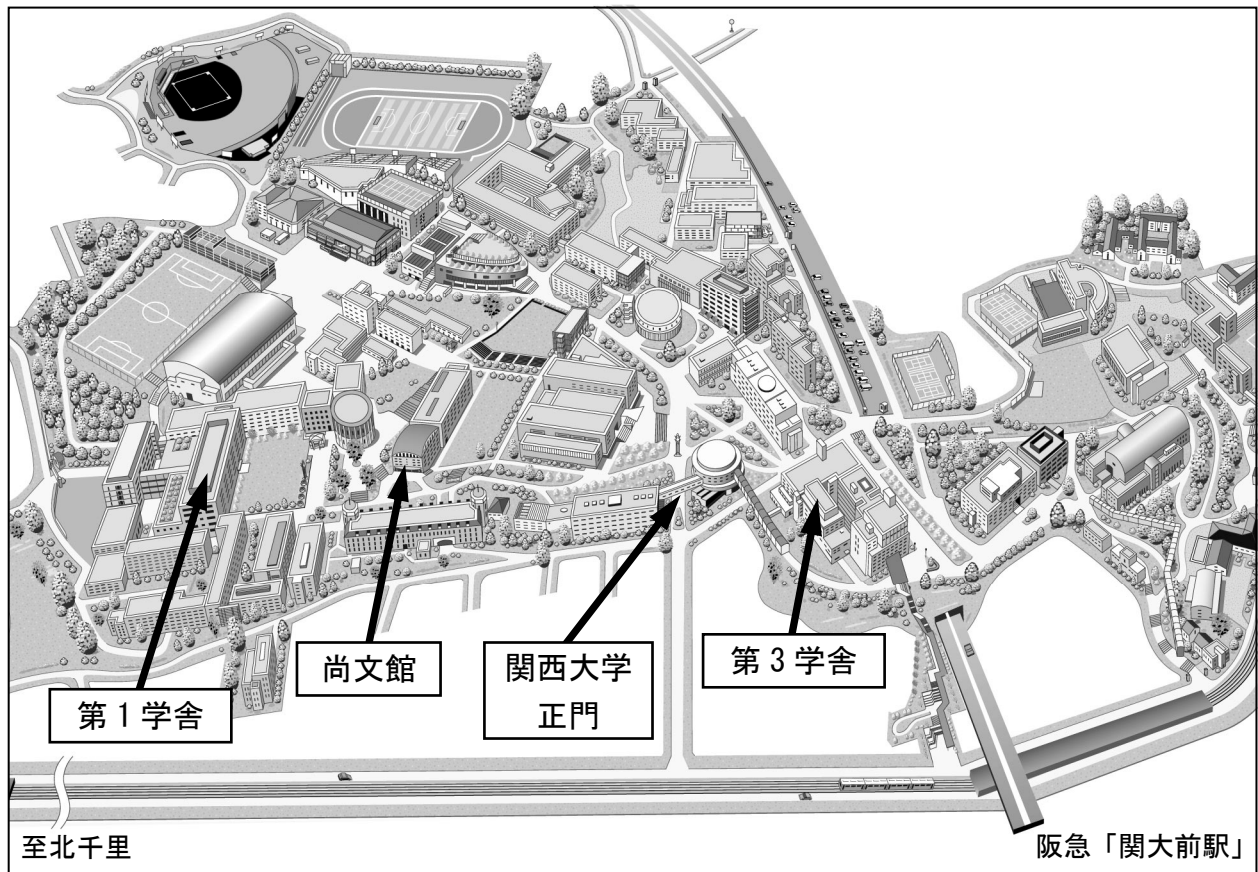 尚文館
関西大学
正門
第3学舎
第1学舎
至北千里
阪急「関大前駅」